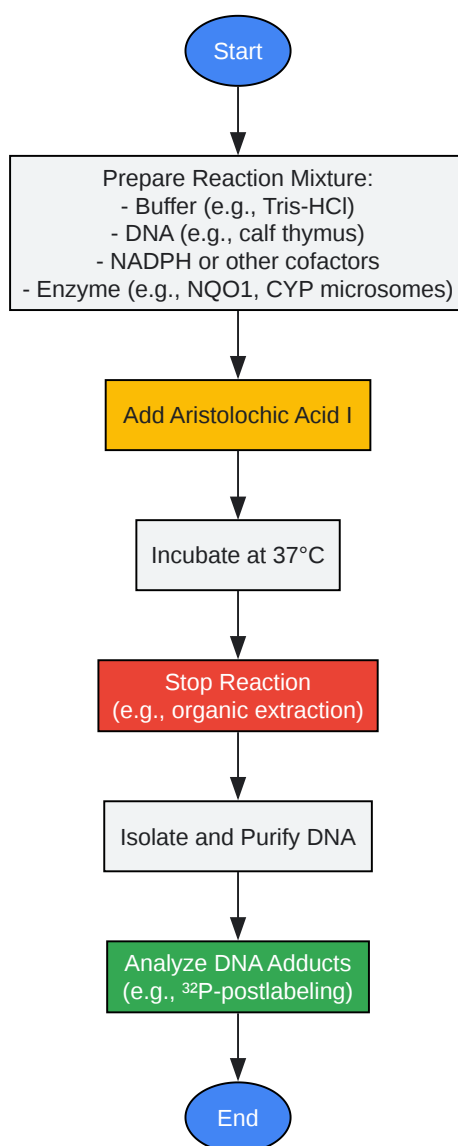 Start
Prepare Reaction Mixture:
- Buffer (e.g., Tris-HCl)
- DNA (e.g., calf thymus)
- NADPH or other cofactors
- Enzyme (e.g., NQO1, CYP microsomes)
Add Aristolochic Acid I
Incubate at 37°C
Stop Reaction
(e.g., organic extraction)
Isolate and Purify DNA
Analyze DNA Adducts
(e.g., ³²P-postlabeling)
End